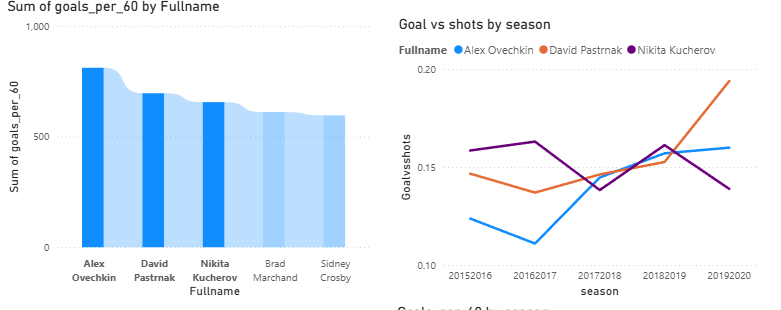 Sum of goals_per_60 by Fullname
Sum of goals_per_60
1,000
500
0
Alex Ovechkin
David Pastrnak
Nikita Kucherov
Brad Marchand
Sidney Crosby
Fullname
Goal vs shots by season
Fullname Alex Ovechkin David Pastrnak Nikita Kucherov
Goalvsshots
0.20
0.15
0.10
20152016 20162017 20172018 20182019 20192020
season